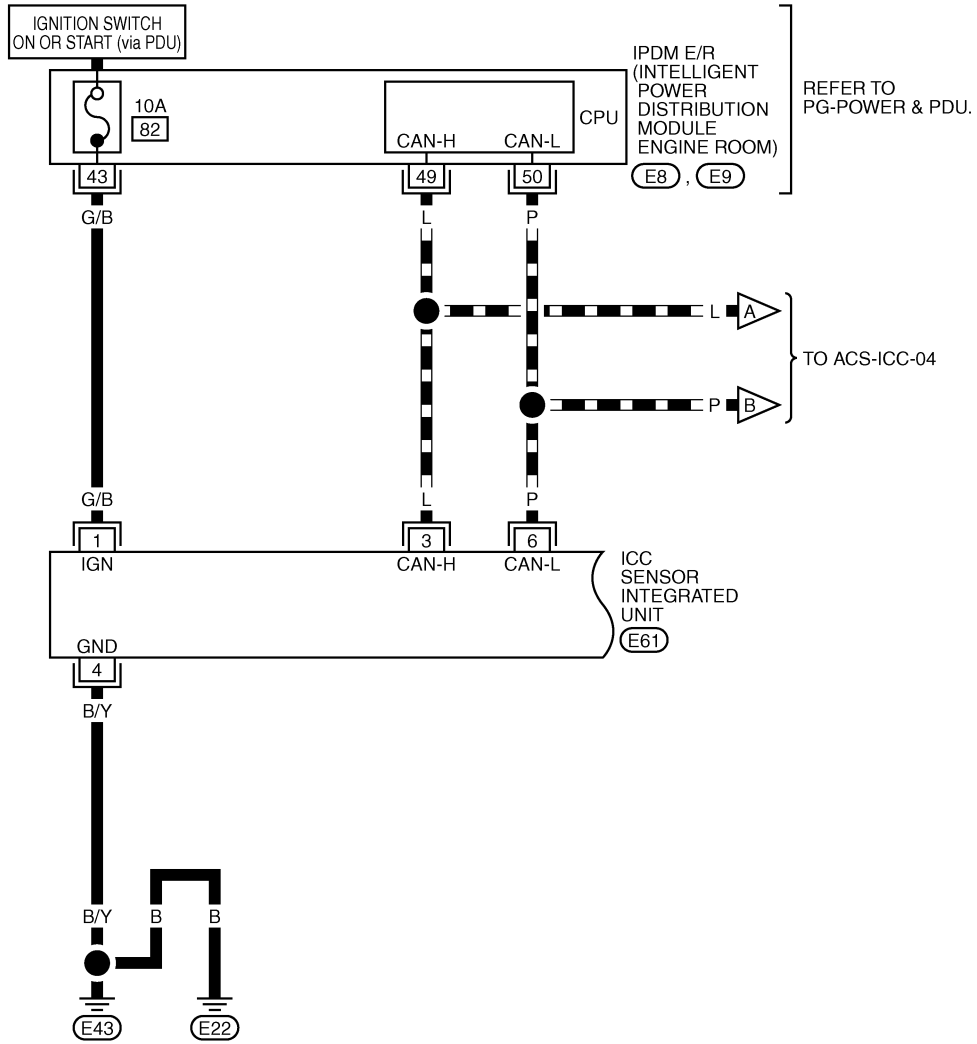 IGNITION SWITCH
ON OR START (via PDU)
10A
82
CPU
CAN-H
CAN-L
IPDM E/R
(INTELLIGENT
POWER
DISTRIBUTION
MODULE
ENGINE ROOM)
E8 , E9
REFER TO
PG-POWER & PDU.
43
49
50
G/B
L
P
L
A
TO ACS-ICC-04
P
B
G/B
L
P
1
3
6
IGN
CAN-H
CAN-L
ICC
SENSOR
INTEGRATED
UNIT
E61
GND
4
B/Y
B/Y
B
B
E43
E22